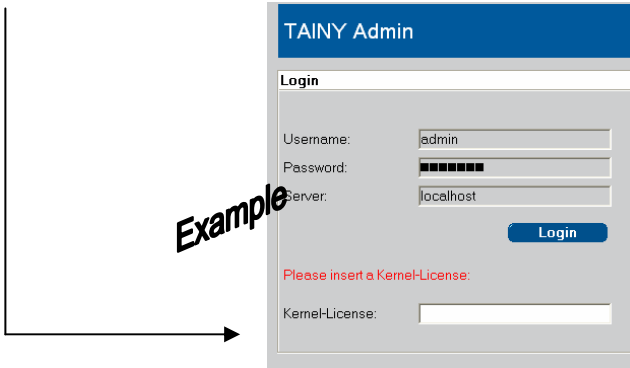 TAINY Admin
Login
Username: admin
Password: ■■■■■■■
Server: localhost
Example
Login
Please insert a Kernel-License:
Kernel-License: